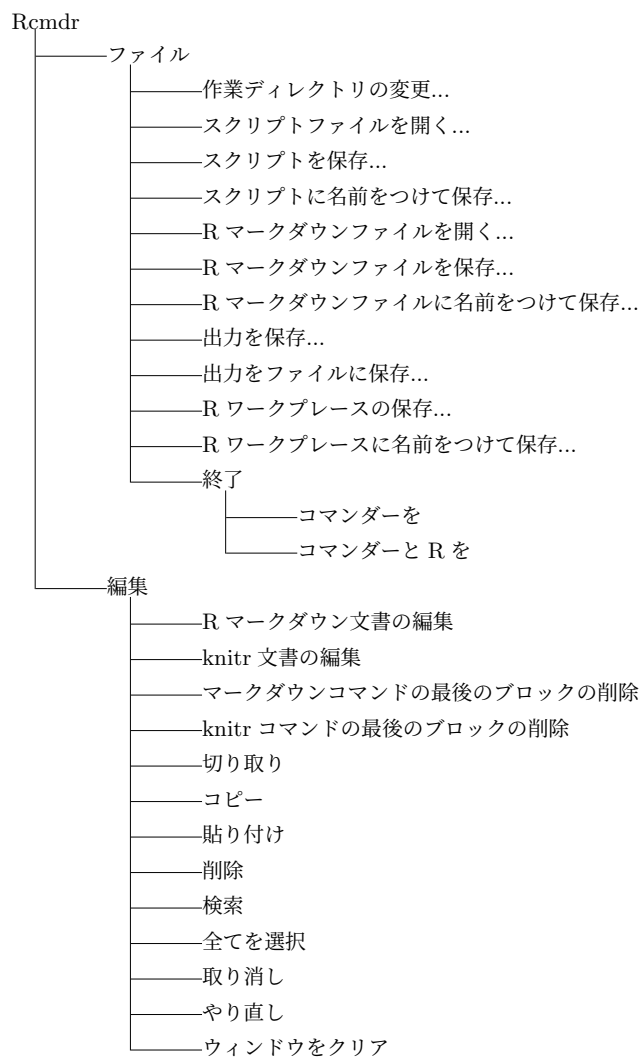 Rcmdr
ファイル
作業ディレクトリの変更...
スクリプトファイルを開く...
スクリプトを保存...
スクリプトに名前をつけて保存...
R マークダウンファイルを開く...
R マークダウンファイルを保存...
R マークダウンファイルに名前をつけて保存...
出力を保存...
出力をファイルに保存...
R ワークプレースの保存...
R ワークプレースに名前をつけて保存...
終了
コマンダーを
コマンダーと R を
編集
R マークダウン文書の編集
knitr 文書の編集
マークダウンコマンドの最後のブロックの削除
knitr コマンドの最後のブロックの削除
切り取り
コピー
貼り付け
削除
検索
全てを選択
取り消し
やり直し
ウィンドウをクリア